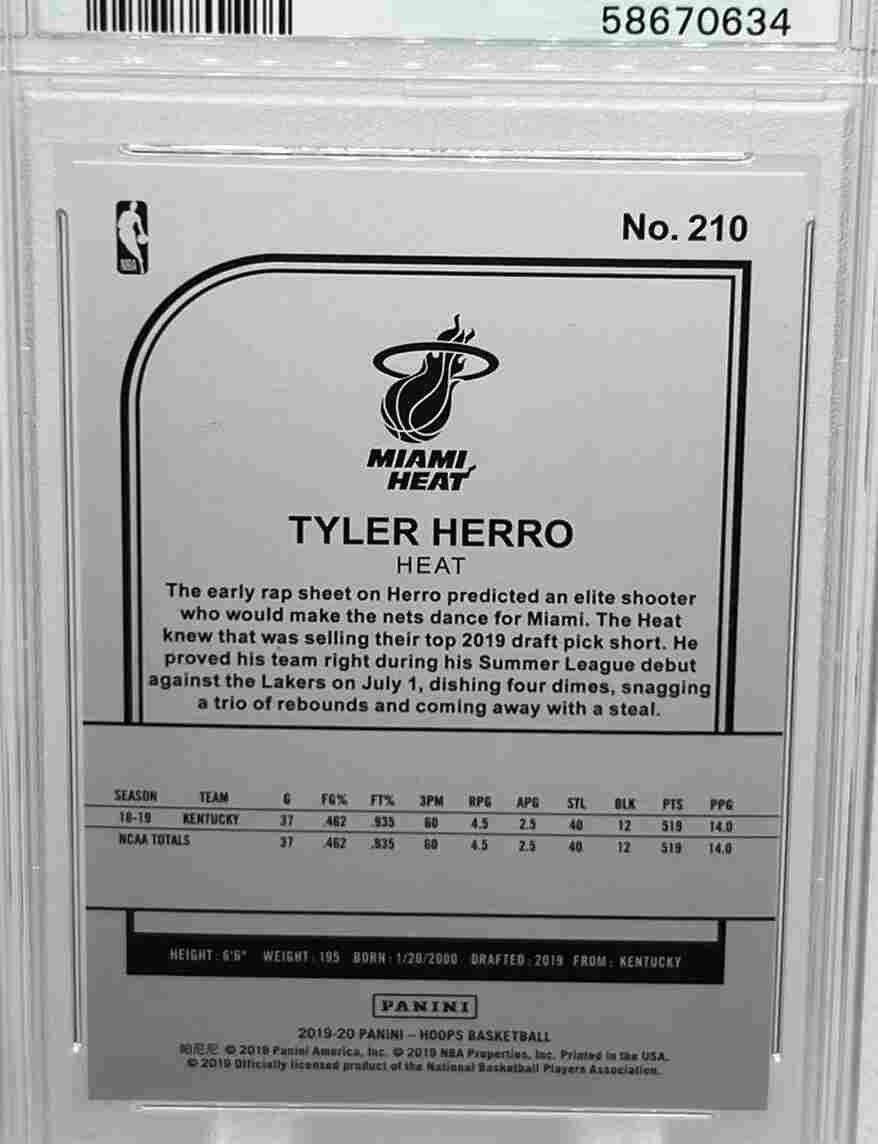 58670634
No. 210
NBA
MIAMI
HEAT
TYLER HERRO
HEAT
The early rap sheet on Herro predicted an elite shooter
who would make the nets dance for Miami. The Heat
knew that was selling their top 2019 draft pick short. He
proved his team right during his Summer League debut
against the Lakers on July 1, dishing four dimes, snagging
a trio of rebounds and coming away with a steal.
SEASON TEAM G FG% FT% 3PM RPG APG STL BLK PTS PPG
18-19 KENTUCKY 37 .462 .935 60 4.5 2.5 40 12 519 14.0
NCAA TOTALS 37 .462 .935 60 4.5 2.5 40 12 519 14.0
HEIGHT: 6'6" WEIGHT: 195 BORN: 1/20/2000 DRAFTED: 2019 FROM: KENTUCKY
PANINI
2019-20 PANINI – HOOPS BASKETBALL
帕尼尼 © 2019 Panini America, Inc. © 2019 NBA Properties, Inc. Printed in the USA.
© 2019 Officially licensed product of the National Basketball Players Association.